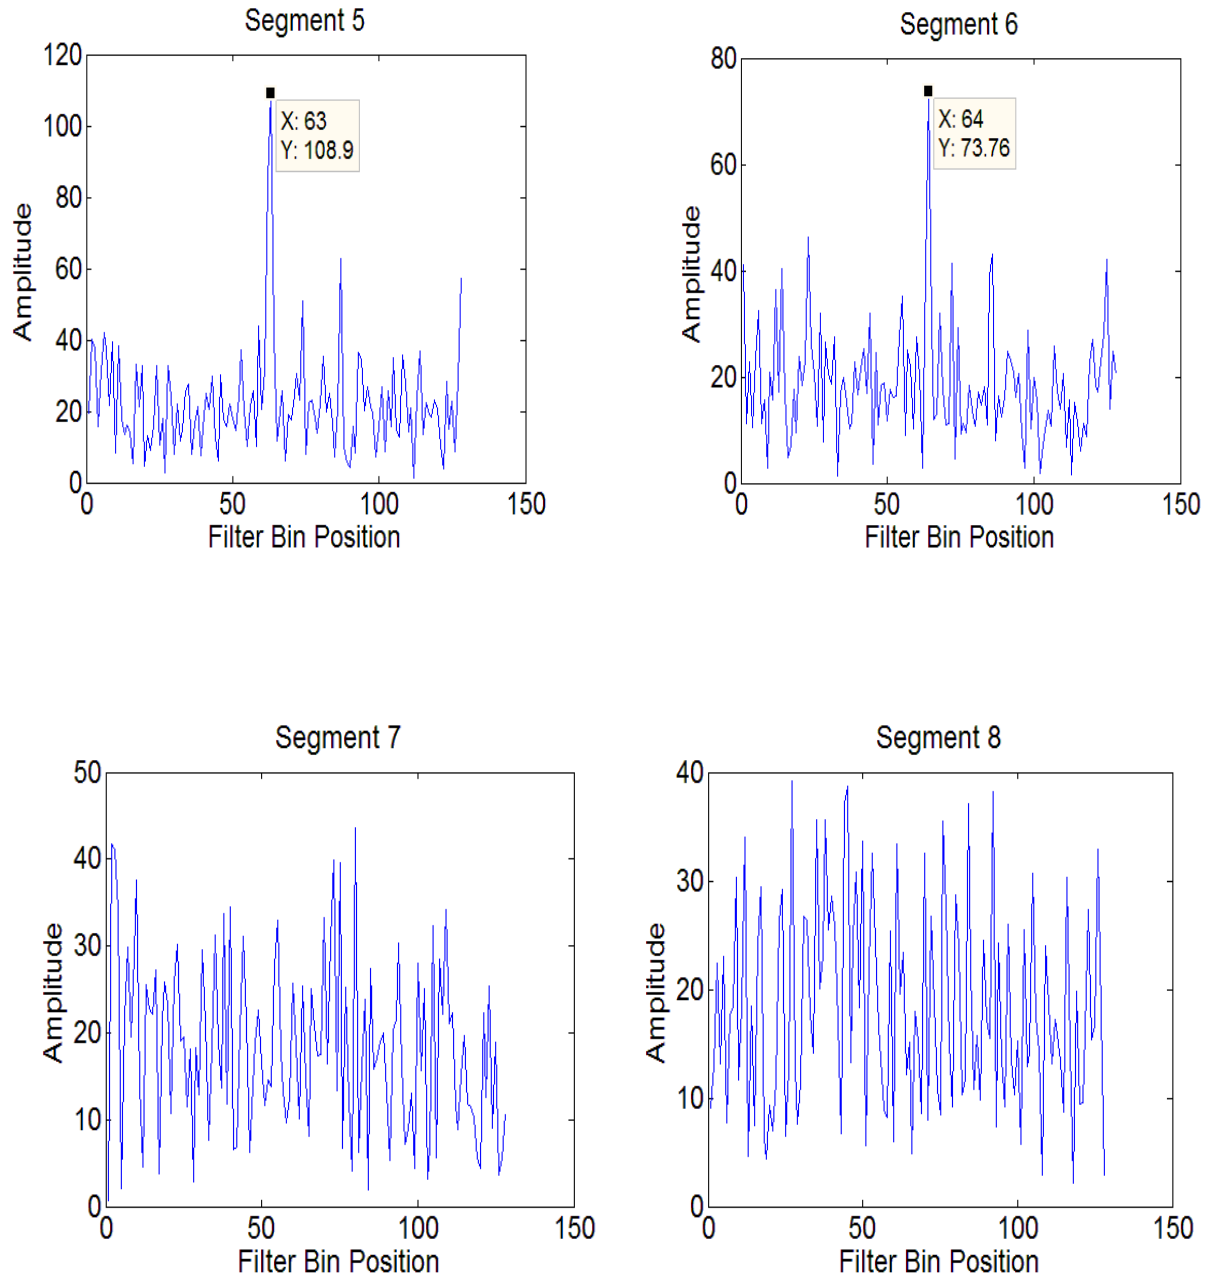 Segment 5
120
100
80
60
40
20
0
Amplitude
X: 63
Y: 108.9
0 50 100 150
Filter Bin Position
Segment 6
80
60
40
20
0
Amplitude
X: 64
Y: 73.76
0 50 100 150
Filter Bin Position
Segment 7
50
40
30
20
10
0
Amplitude
0 50 100 150
Filter Bin Position
Segment 8
40
30
20
10
0
Amplitude
0 50 100 150
Filter Bin Position